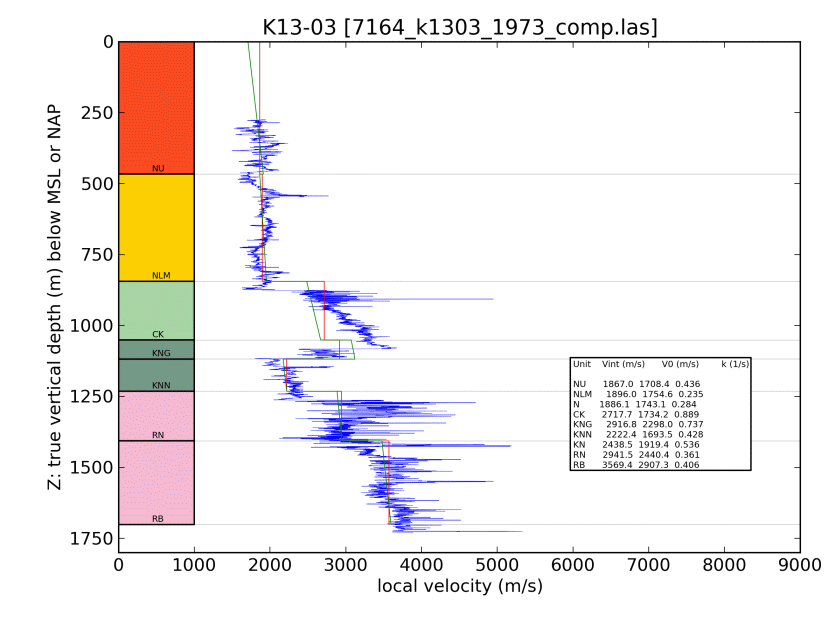 K13-03 [7164_k1303_1973_comp.las]
Z: true vertical depth (m) below MSL or NAP
0
250
500
750
1000
1250
1500
1750
NU
NLM
CK
KNG
KNN
RN
RB
Unit Vint (m/s) V0 (m/s) k (1/s)
NU 1867.0 1708.4 0.436
NLM 1896.0 1754.6 0.235
N 1886.1 1743.1 0.284
CK 2717.7 1734.2 0.889
KNG 2916.8 2298.0 0.737
KNN 2222.4 1693.5 0.428
KN 2438.5 1919.4 0.536
RN 2941.5 2440.4 0.361
RB 3569.4 2907.3 0.406
0 1000 2000 3000 4000 5000 6000 7000 8000 9000
local velocity (m/s)